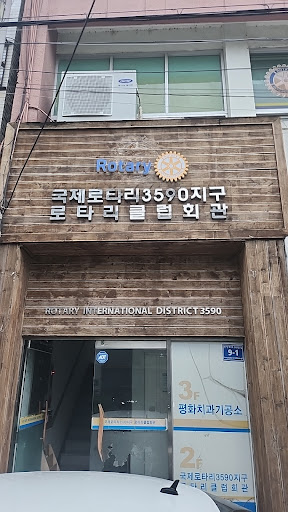 Rotary
국제로타리3590지구
로타리클럽회관
ROTARY INTERNATIONAL DISTRICT 3590
9-1
3F
평화치과기공소
2F
국제로타리3590지구
로타리클럽회관